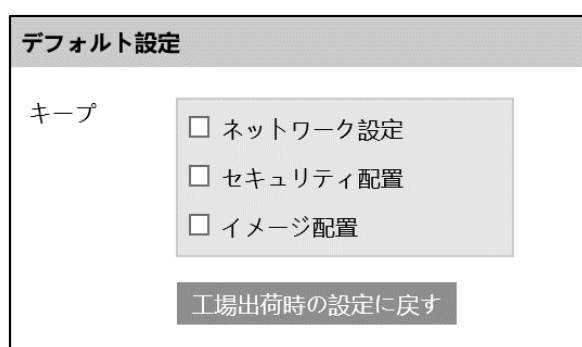 デフォルト設定
キープ
ネットワーク設定
セキュリティ配置
イメージ配置
工場出荷時の設定に戻す